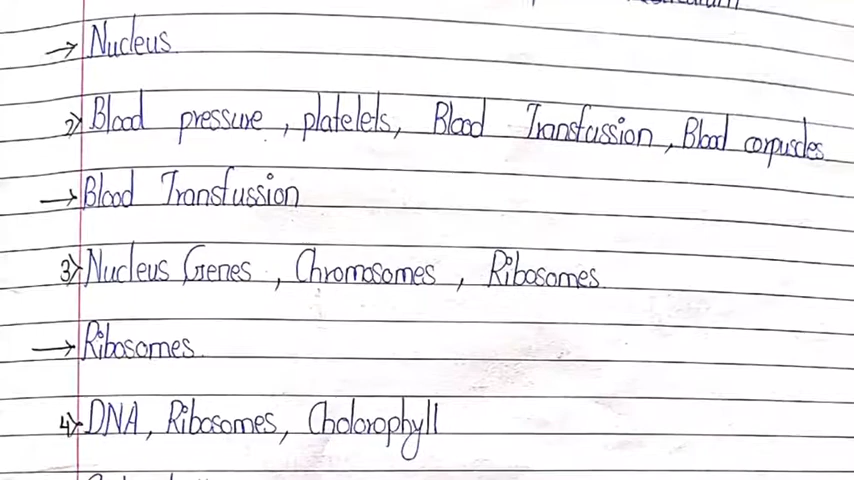 → Nucleus
2) Blood pressure, platelets, Blood Transfussion, Blood corpuscles
→ Blood Transfussion
3) Nucleus Genes, Chromosomes, Ribosomes
→ Ribosomes
4) DNA, Ribosomes, Cholorophyll